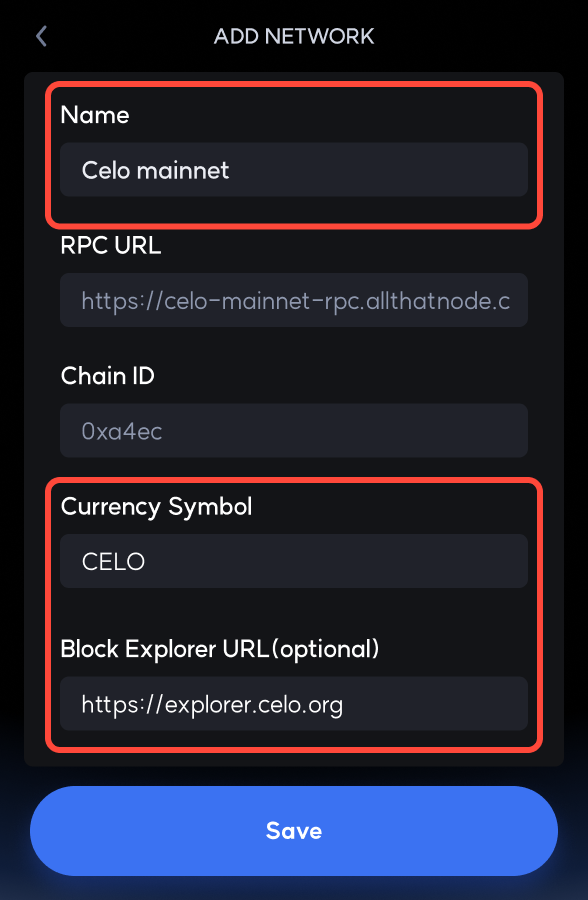 ADD NETWORK
Name
Celo mainnet
RPC URL
https://celo-mainnet-rpc.allthatnode.c
Chain ID
0xa4ec
Currency Symbol
CELO
Block Explorer URL(optional)
https://explorer.celo.org
Save